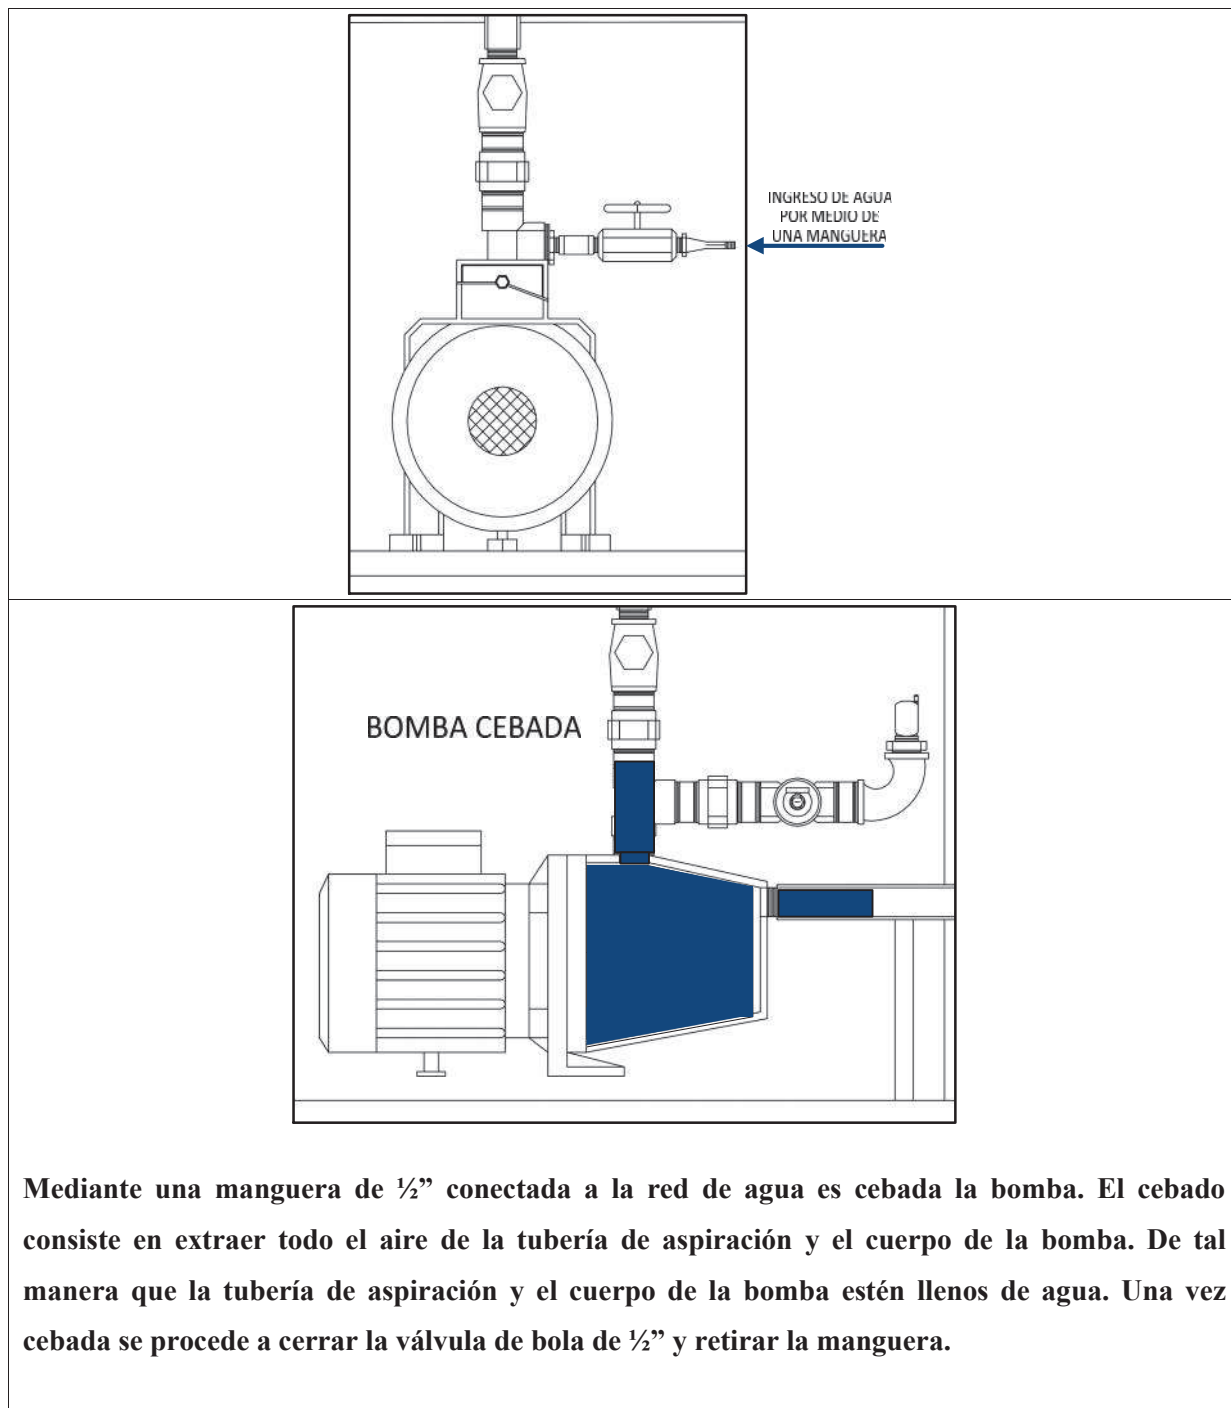 INGRESO DE AGUA
POR MEDIO DE
UNA MANGUERA
BOMBA CEBADA
Mediante una manguera de ½” conectada a la red de agua es cebada la bomba. El cebado
consiste en extraer todo el aire de la tubería de aspiración y el cuerpo de la bomba. De tal
manera que la tubería de aspiración y el cuerpo de la bomba estén llenos de agua. Una vez
cebada se procede a cerrar la válvula de bola de ½” y retirar la manguera.